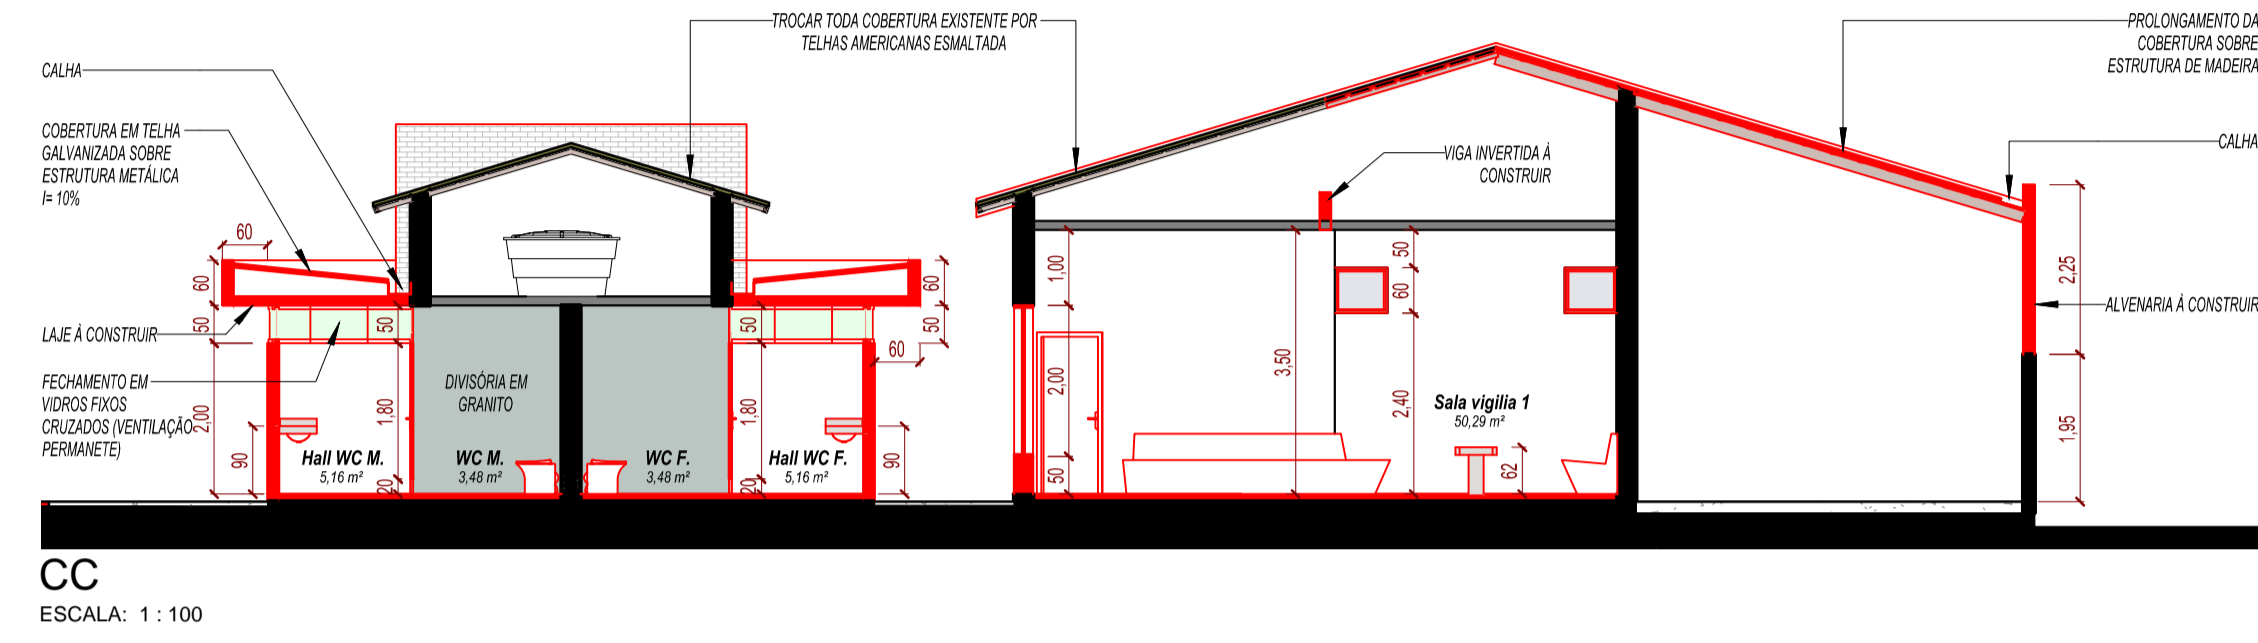 TROCAR TODA COBERTURA EXISTENTE POR
TELHAS AMERICANAS ESMALTADA
PROLONGAMENTO DA
COBERTURA SOBRE
ESTRUTURA DE MADEIRA
CALHA
COBERTURA EM TELHA
GALVANIZADA SOBRE
ESTRUTURA METÁLICA
I= 10%
VIGA INVERTIDA À
CONSTRUIR
CALHA
60
60
50
2,00
90
LAJE À CONSTRUIR
FECHAMENTO EM
VIDROS FIXOS
CRUZADOS (VENTILAÇÃO
PERMANETE)
50
1,80
20
DIVISÓRIA EM
GRANITO
Hall WC M.
5,16 m²
WC M.
3,48 m²
WC F.
3,48 m²
Hall WC F.
5,16 m²
50
1,80
20
60
50
60
90
1,00
2,00
50
3,50
50
60
2,40
Sala vigilia 1
50,29 m²
62
2,25
1,95
ALVENARIA À CONSTRUIR
CC
ESCALA: 1 : 100